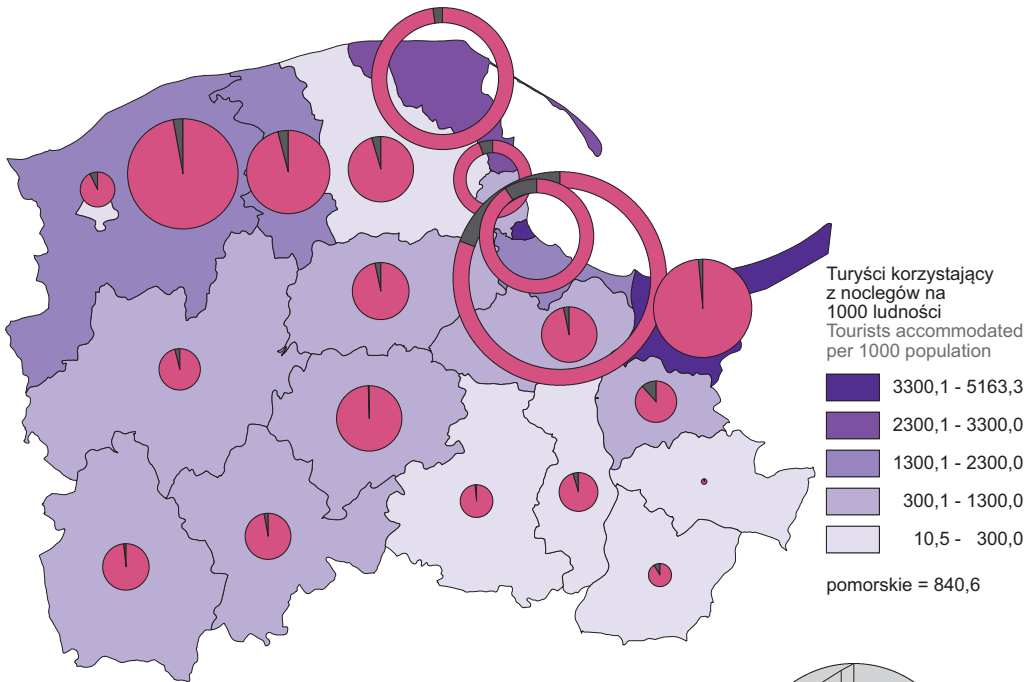 Turyści korzystający
z noclegów na
1000 ludności
Tourists accommodated
per 1000 population
3300,1 - 5163,3
2300,1 - 3300,0
1300,1 - 2300,0
300,1 - 1300,0
10,5 - 300,0
pomorskie = 840,6